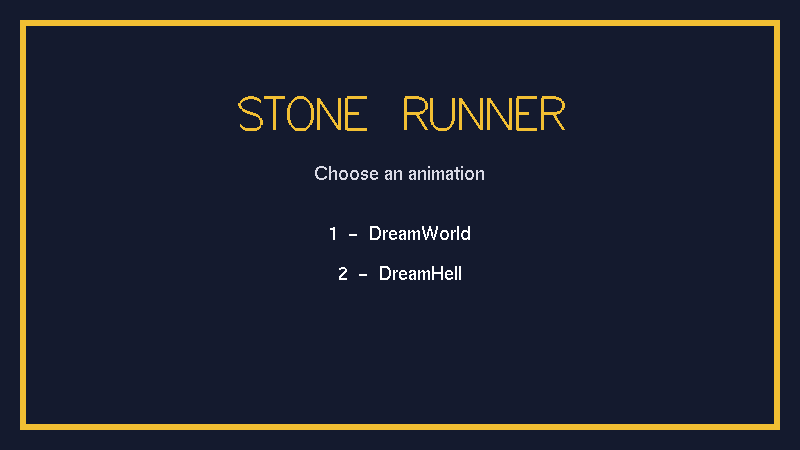 STONE RUNNER
Choose an animation
1 – DreamWorld
2 – DreamHell